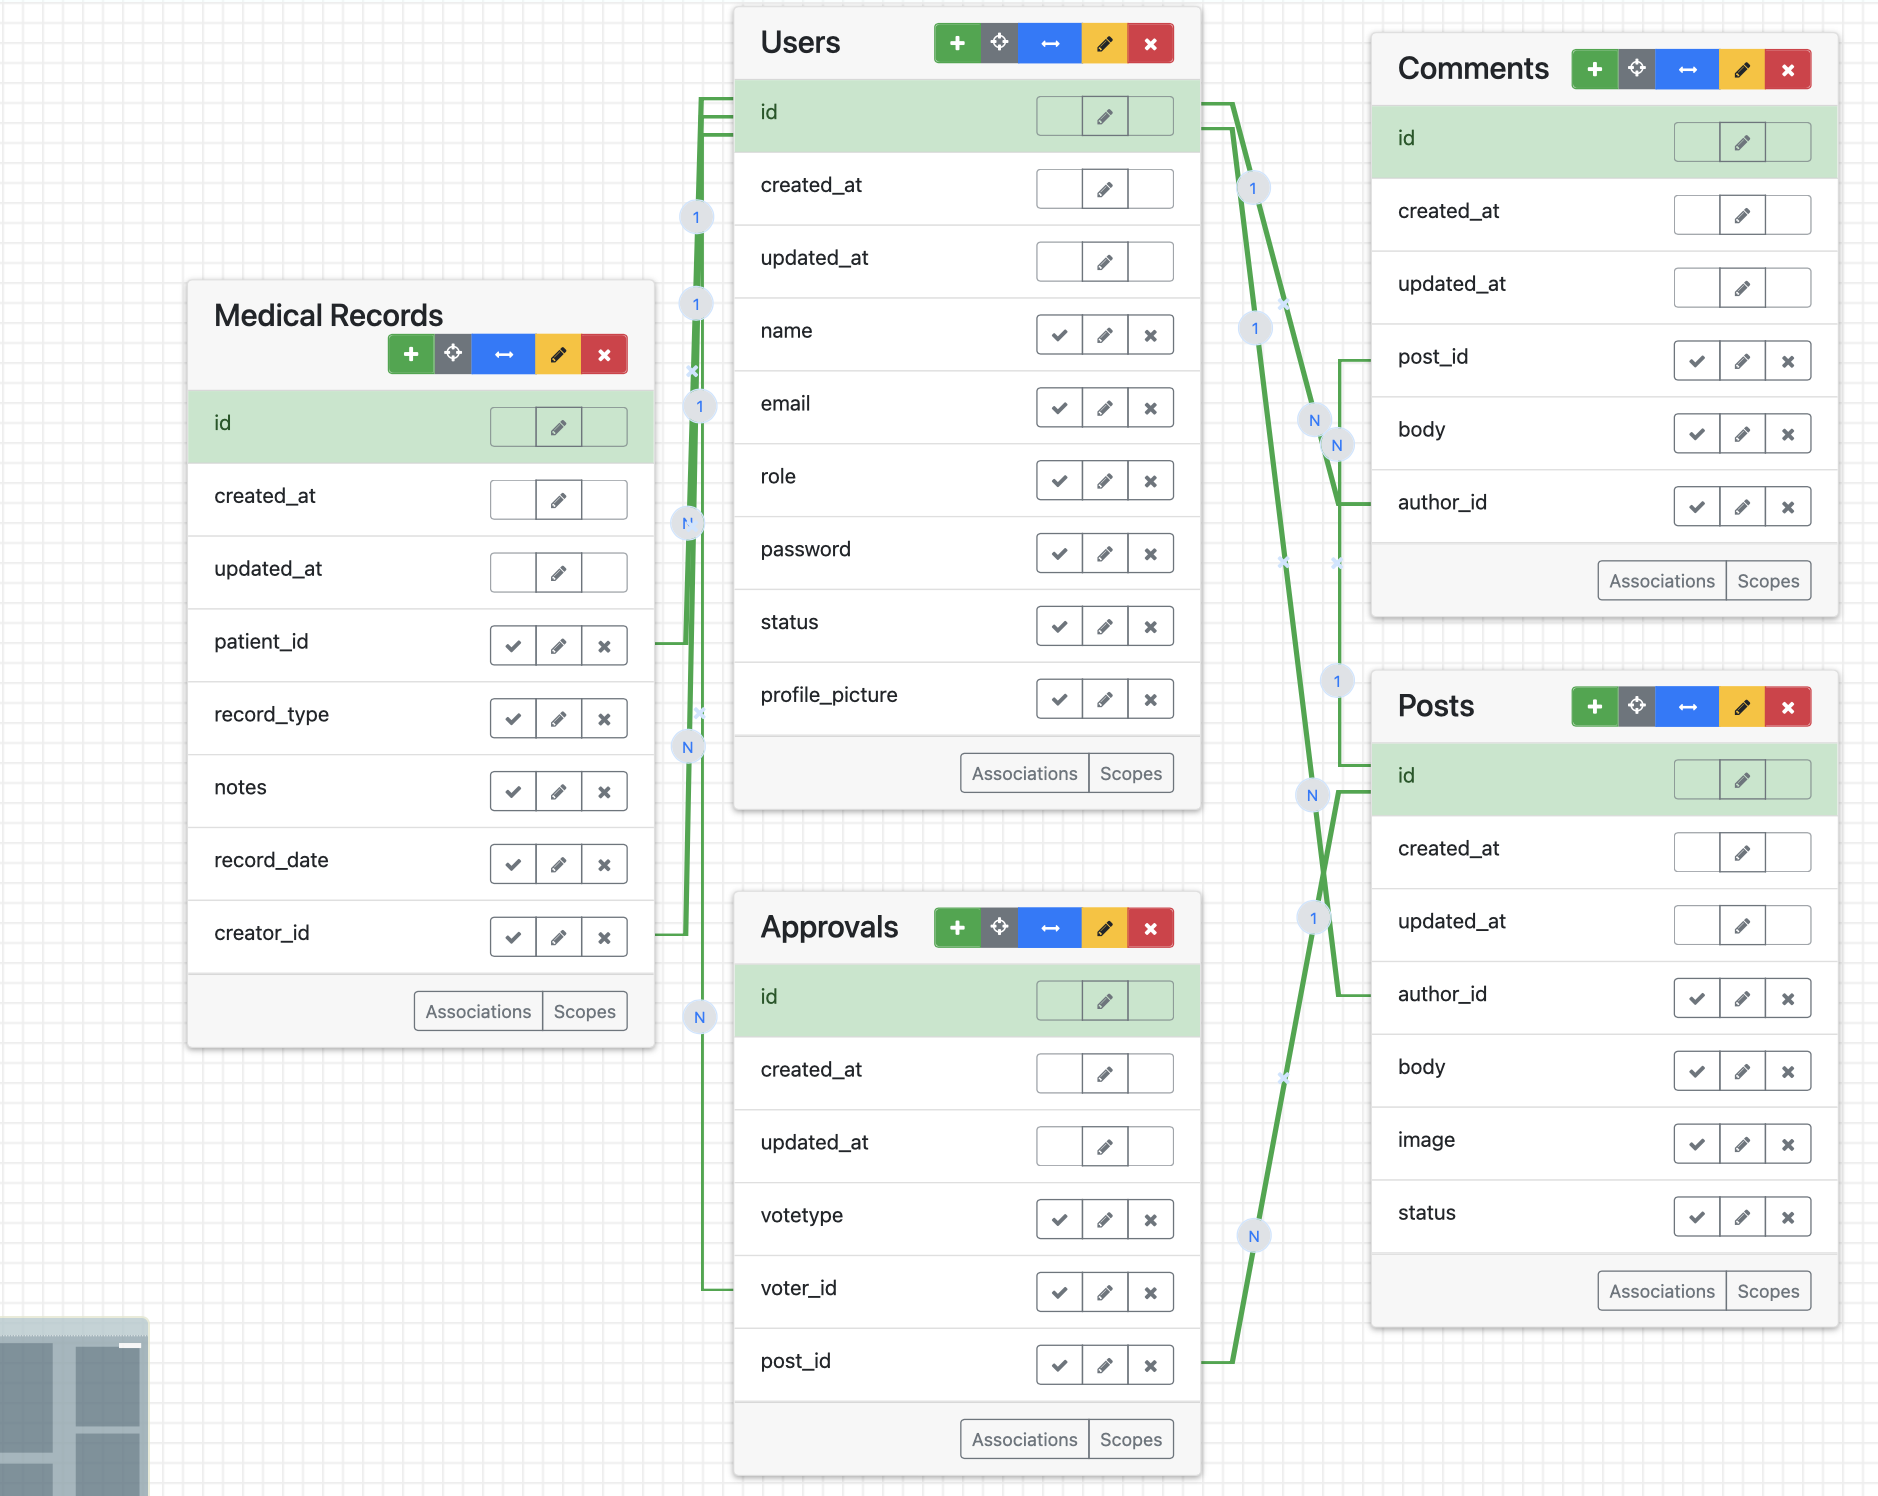 Users
id
created_at
updated_at
name
email
role
password
status
profile_picture
Associations Scopes
Comments
id
created_at
updated_at
post_id
body
author_id
Associations Scopes
Medical Records
id
created_at
updated_at
patient_id
record_type
notes
record_date
creator_id
Associations Scopes
Approvals
id
created_at
updated_at
votetype
voter_id
post_id
Associations Scopes
Posts
id
created_at
updated_at
author_id
body
image
status
Associations Scopes
1
1
1
N
N
N
1
1
N
N
1
N
1
N